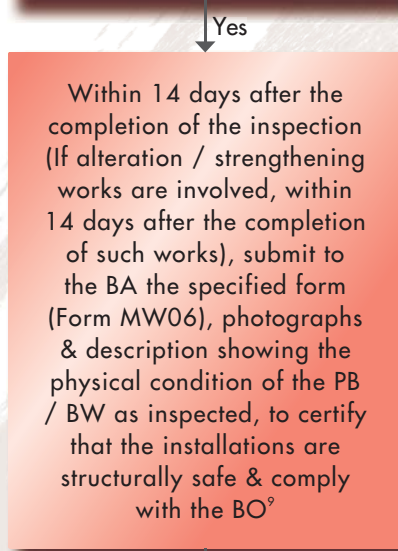 Yes
Within 14 days after the
completion of the inspection
(If alteration / strengthening
works are involved, within
14 days after the completion
of such works), submit to
the BA the specified form
(Form MW06), photographs
& description showing the
physical condition of the PB
/ BW as inspected, to certify
that the installations are
structurally safe & comply
with the BO⁹